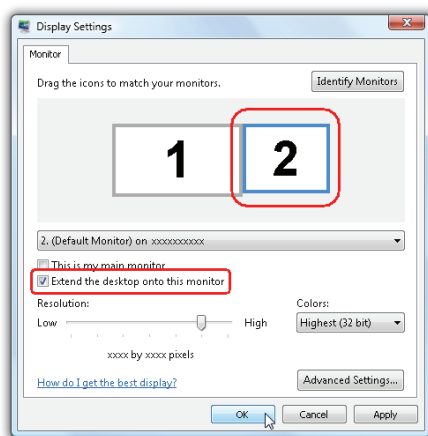 Display Settings
Monitor
Drag the icons to match your monitors.
Identify Monitors
1
2
2. (Default Monitor) on xxxxxxxxxx
This is my main monitor
Extend the desktop onto this monitor
Resolution:
Colors:
Low
High
Highest (32 bit)
xxxx by xxxx pixels
How do I get the best display?
Advanced Settings...
OK
Cancel
Apply